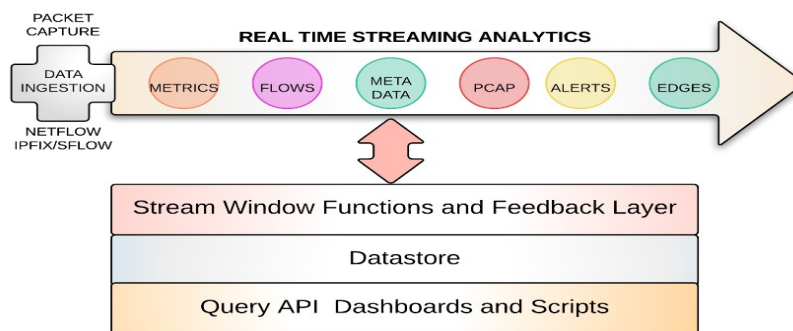 PACKET
CAPTURE
REAL TIME STREAMING ANALYTICS
DATA
INGESTION
METRICS
FLOWS
META
DATA
PCAP
ALERTS
EDGES
NETFLOW
IPFIX/SFLOW
Stream Window Functions and Feedback Layer
Datastore
Query API Dashboards and Scripts